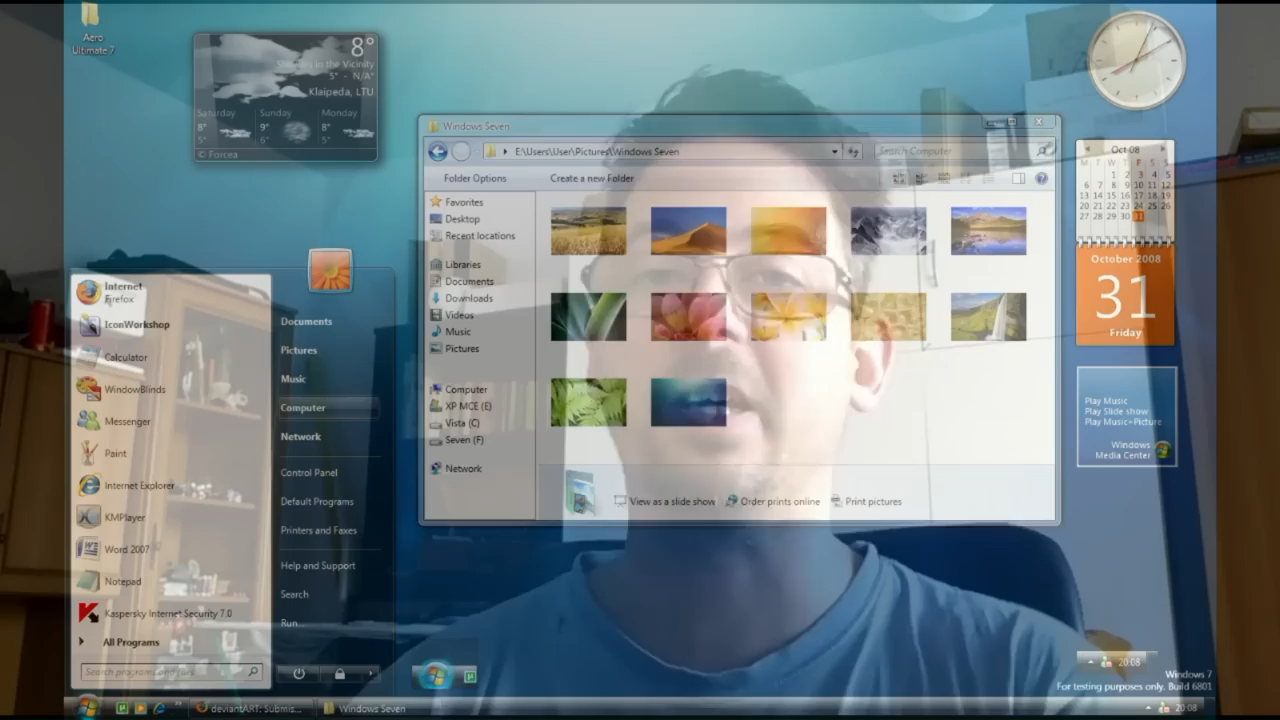 Aero
Ultimate 7
8°
in the Vicinity
5° - N/A°
Klaipeda, LTU
Saturday
Sunday
Monday
8°
9°
8°
5°
6°
5°
© Forcea
Windows Seven
E:\Users\User\Pictures\Windows Seven
Search Computer
Folder Options
Create a new Folder
Favorites
Desktop
Recent locations
Libraries
Documents
Downloads
Videos
Music
Pictures
Computer
XP MCE (E)
Vista (C)
Seven (F)
Network
View as a slide show
Order prints online
Print pictures
Oct 08
M T W T F S S
1 2 3 4 5
6 7 8 9 10 11 12
13 14 15 16 17 18 19
20 21 22 23 24 25 26
27 28 29 30 31
October 2008
31
Friday
Play Music
Play Slide show
Play Music+Picture
Windows
Media Center
Internet
Firefox
IconWorkshop
Calculator
WindowBlinds
Messenger
Paint
Internet Explorer
KMPlayer
Word 2007
Notepad
Kaspersky Internet Security 7.0
All Programs
Documents
Pictures
Music
Computer
Network
Control Panel
Default Programs
Printers and Faxes
Help and Support
Search
Run...
20:08
Windows 7
For testing purposes only. Build 6801
deviantART: Submis...
Windows Seven
20:08